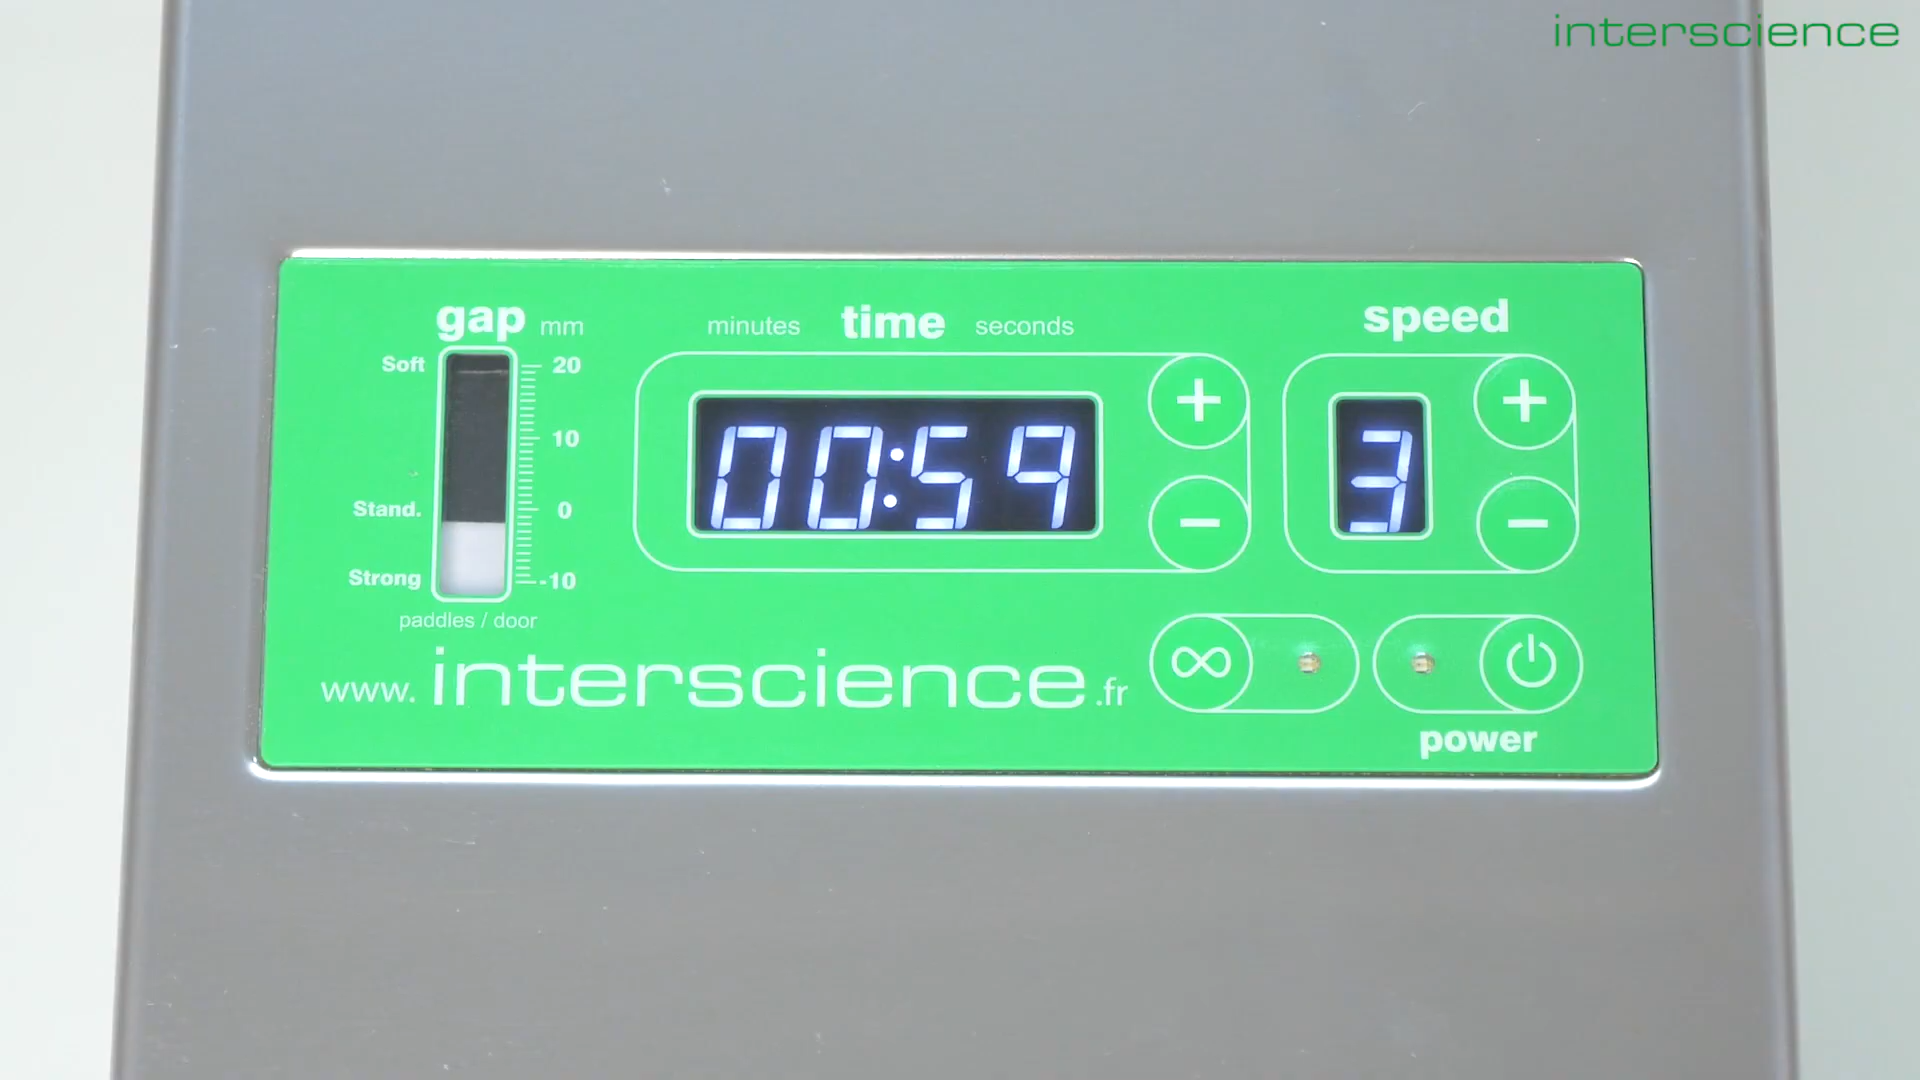 interscience
gap mm
minutes time seconds
speed
Soft
20
10
Stand.
0
Strong
-10
paddles / door
00:59
+
−
3
+
−
www.interscience.fr
∞
power